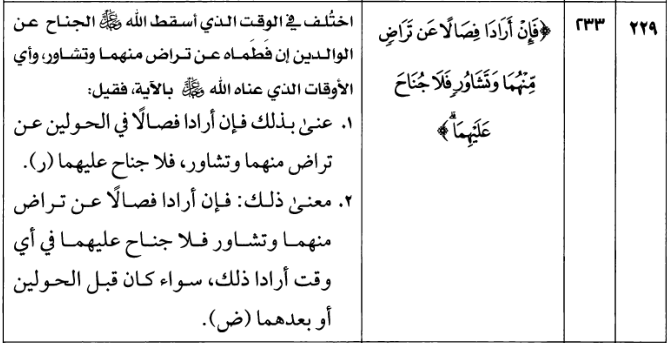 ٢٢٩
٢٣٣
﴿فَإِنْ أَرَادَا فِصَالًا عَن تَرَاضٍ
مِّنْهُمَا وَتَشَاوُرٍ فَلَا جُنَاحَ
عَلَيْهِمَاۗ﴾
اختُلف في الوقت الذي أسقط الله ﷻ الجناح عن
الوالدين إن فَطَماه عن تراض منهما وتشاور، وأي
الأوقات الذي عناه الله ﷻ بالآية، فقيل:
١. عنىٰ بذلك فإن أرادا فصالًا في الحولين عن
تراض منهما وتشاور، فلا جناح عليهما (ر).
٢. معنىٰ ذلك: فإن أرادا فصالًا عن تراض
منهما وتشاور فلا جناح عليهما في أي
وقت أرادا ذلك، سواء كان قبل الحولين
أو بعدهما (ض).